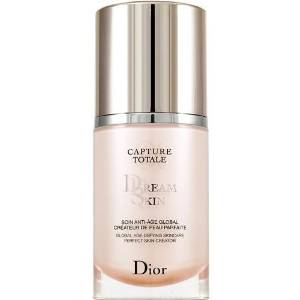 CAPTURE
TOTALE
DREAM
SKIN
SOIN ANTI-ÂGE GLOBAL
CRÉATEUR DE PEAU PARFAITE
GLOBAL AGE-DEFYING SKINCARE
PERFECT SKIN CREATOR
Dior